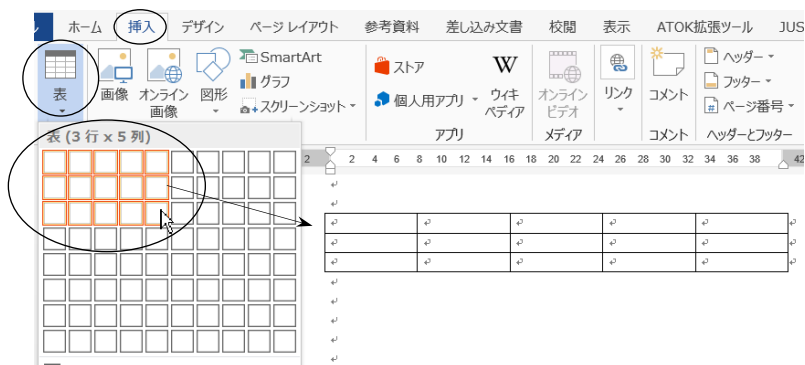 ル ホーム 挿入 デザイン ページ レイアウト 参考資料 差し込み文書 校閲 表示 ATOK拡張ツール JUS
表
画像
オンライン
画像
図形
SmartArt
グラフ
スクリーンショット
ストア
個人用アプリ
W
ウィキ
ペディア
アプリ
オンライン
ビデオ
メディア
リンク
コメント
コメント
ヘッダー
フッター
# ページ番号
ヘッダーとフッター
表 (3 行 x 5 列)
2 2 4 6 8 10 12 14 16 18 20 22 24 26 28 30 32 34 36 38 42